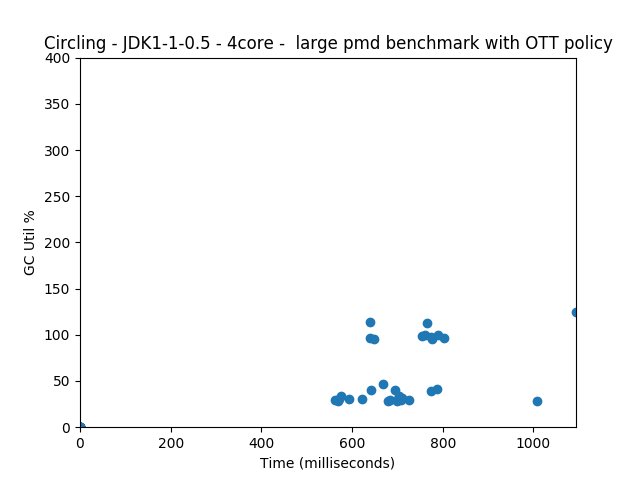 Circling - JDK1-1-0.5 - 4core -  large pmd benchmark with OTT policy
400
350
300
250
200
150
100
50
0
GC Util %
0 200 400 600 800 1000
Time (milliseconds)